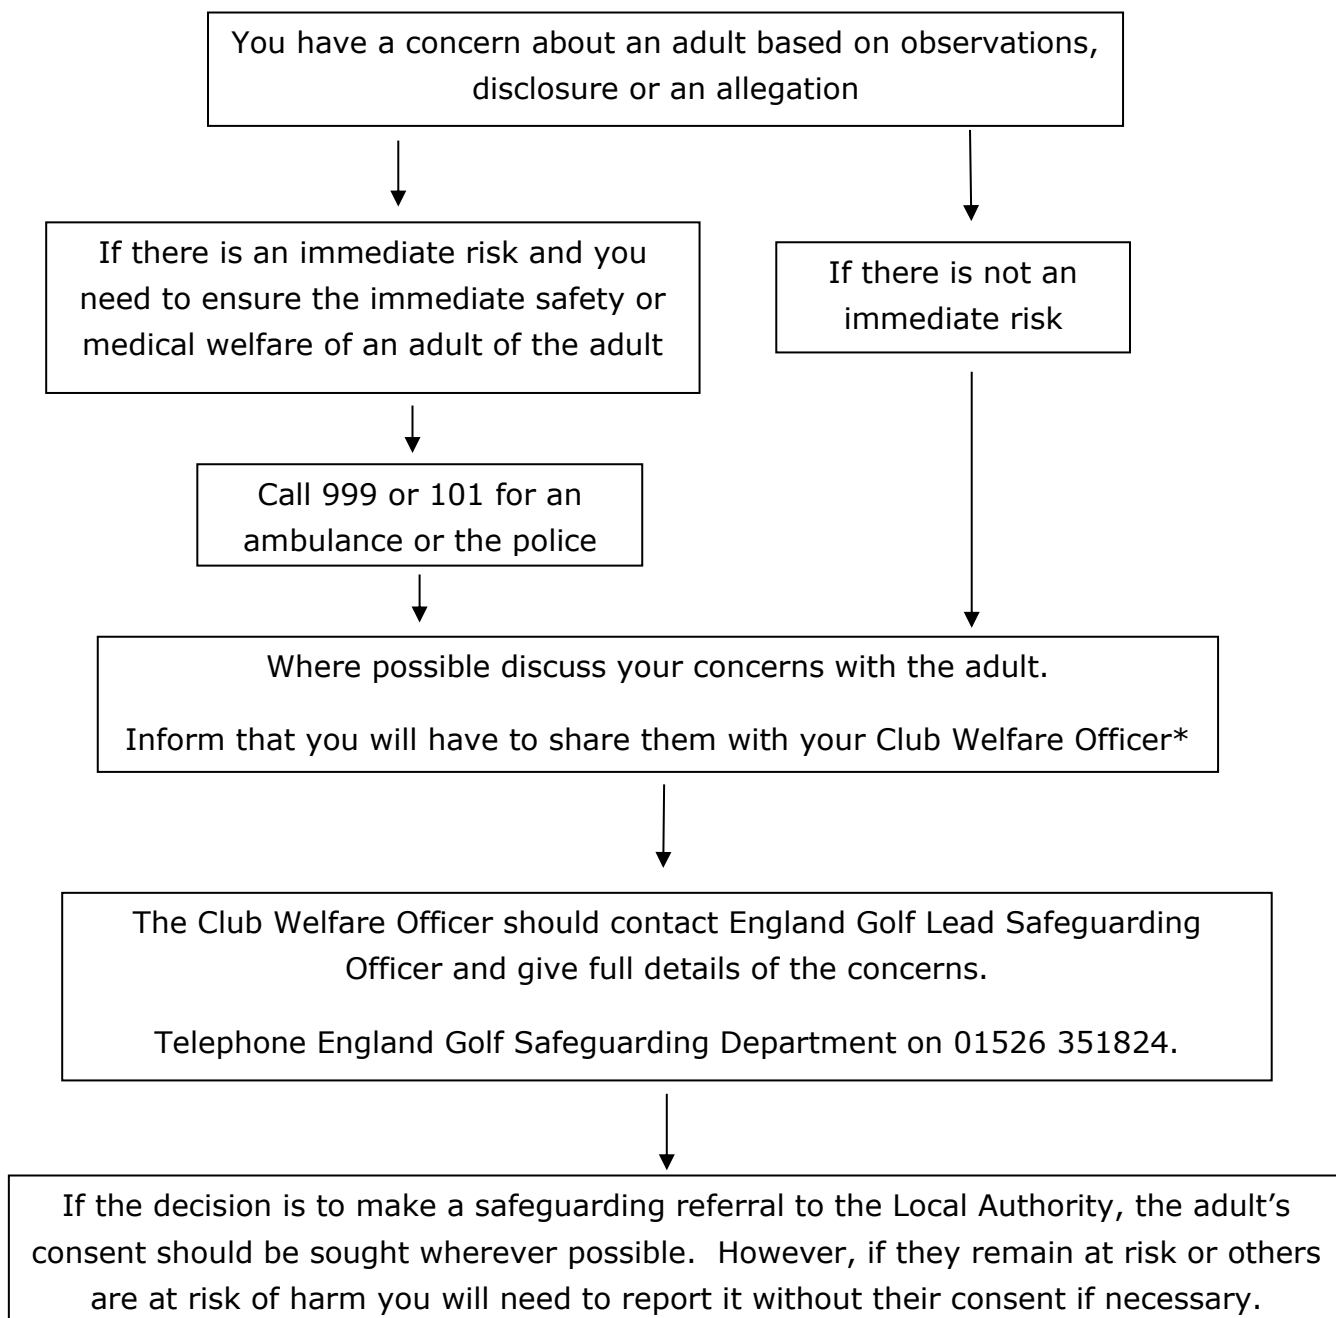 You have a concern about an adult based on observations,
disclosure or an allegation
If there is an immediate risk and you
need to ensure the immediate safety or
medical welfare of an adult of the adult
If there is not an
immediate risk
Call 999 or 101 for an
ambulance or the police
Where possible discuss your concerns with the adult.
Inform that you will have to share them with your Club Welfare Officer*
The Club Welfare Officer should contact England Golf Lead Safeguarding
Officer and give full details of the concerns.
Telephone England Golf Safeguarding Department on 01526 351824.
If the decision is to make a safeguarding referral to the Local Authority, the adult’s
consent should be sought wherever possible.  However, if they remain at risk or others
are at risk of harm you will need to report it without their consent if necessary.